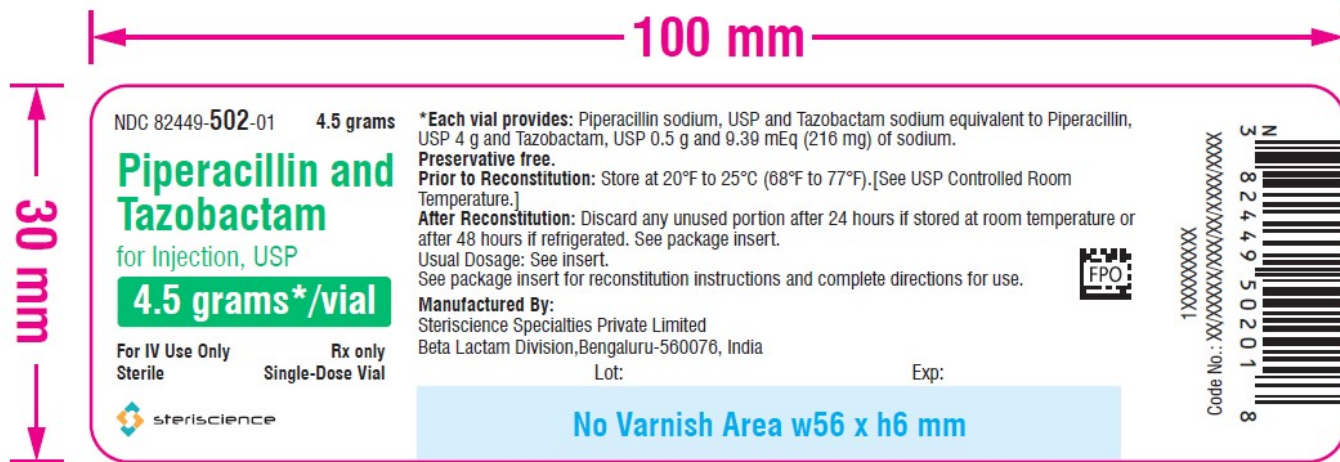 100 mm
30 mm
NDC 82449-502-01 4.5 grams
Piperacillin and
Tazobactam
for Injection, USP
4.5 grams*/vial
For IV Use Only Rx only
Sterile Single-Dose Vial
steriscience
*Each vial provides: Piperacillin sodium, USP and Tazobactam sodium equivalent to Piperacillin,
USP 4 g and Tazobactam, USP 0.5 g and 9.39 mEq (216 mg) of sodium.
Preservative free.
Prior to Reconstitution: Store at 20°F to 25°C (68°F to 77°F).[See USP Controlled Room
Temperature.]
After Reconstitution: Discard any unused portion after 24 hours if stored at room temperature or
after 48 hours if refrigerated. See package insert.
Usual Dosage: See insert.
See package insert for reconstitution instructions and complete directions for use.
FPO
Manufactured By:
Steriscience Specialties Private Limited
Beta Lactam Division,Bengaluru-560076, India
Lot: Exp:
No Varnish Area w56 x h6 mm
1XXXXXXX
Code No.: XX/XXXX/XX/XX/XXXX/XXX
N
3 82449 50201 8